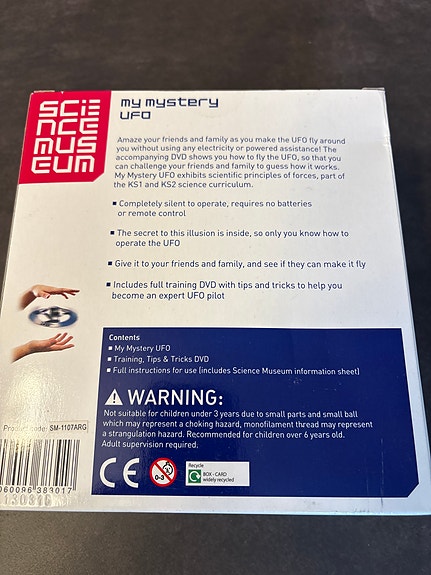 SCIE
NCE
MUS
EUM
my mystery
UFO
Amaze your friends and family as you make the UFO fly around
you without using any electricity or powered assistance! The
accompanying DVD shows you how to fly the UFO, so that you
can challenge your friends and family to guess how it works.
My Mystery UFO exhibits scientific principles of forces, part of
the KS1 and KS2 science curriculum.
▪ Completely silent to operate, requires no batteries
or remote control
▪ The secret to this illusion is inside, so only you know how to
operate the UFO
▪ Give it to your friends and family, and see if they can make it fly
▪ Includes full training DVD with tips and tricks to help you
become an expert UFO pilot
Contents
▪ My Mystery UFO
▪ Training, Tips & Tricks DVD
▪ Full instructions for use (includes Science Museum information sheet)
WARNING:
Not suitable for children under 3 years due to small parts and small ball
which may represent a choking hazard, monofilament thread may represent
a strangulation hazard. Recommended for children over 6 years old.
Adult supervision required.
Product code: SM-1107ARG
CE
0-3
Recycle
BOX - CARD
widely recycled
060096 383017